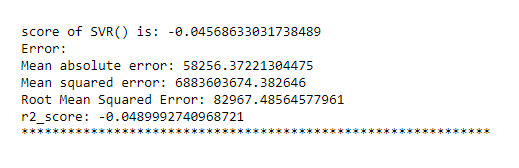 score of SVR() is: -0.04568633031738489
Error:
Mean absolute error: 58256.37221304475
Mean squared error: 6883603674.382646
Root Mean Squared Error: 82967.48564577961
r2_score: -0.0489992740968721
*************************************************************